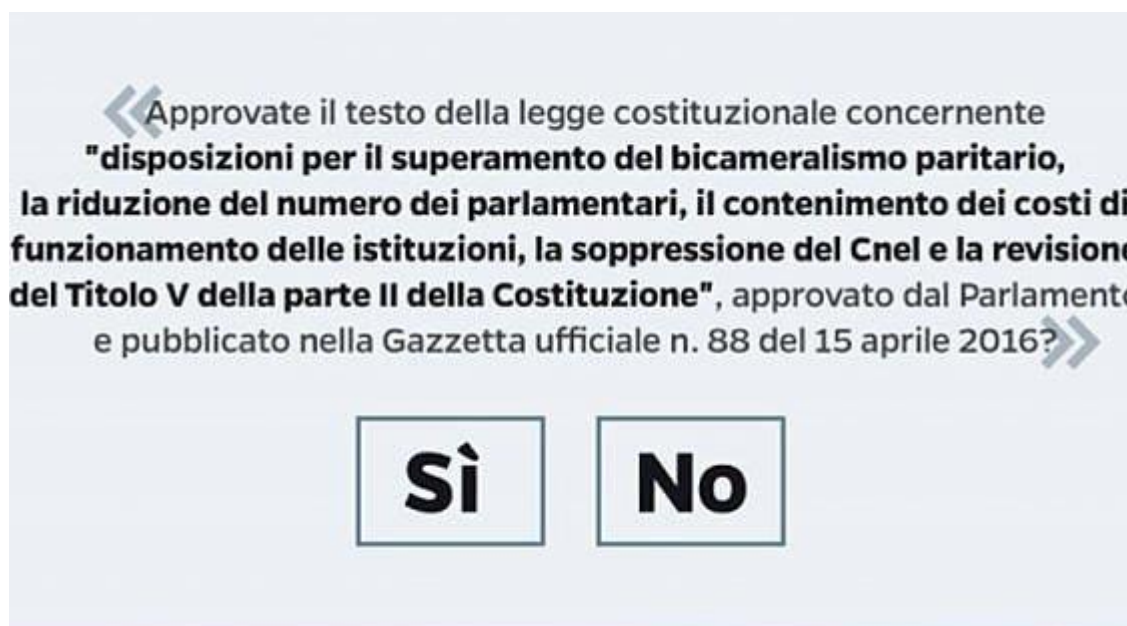 «Approvate il testo della legge costituzionale concernente
"disposizioni per il superamento del bicameralismo paritario,
la riduzione del numero dei parlamentari, il contenimento dei costi di
funzionamento delle istituzioni, la soppressione del Cnel e la revisione
del Titolo V della parte II della Costituzione", approvato dal Parlamento
e pubblicato nella Gazzetta ufficiale n. 88 del 15 aprile 2016?»
Sì No